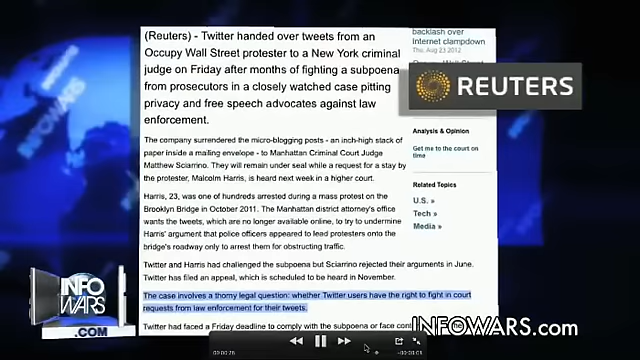 (Reuters) - Twitter handed over tweets from an
Occupy Wall Street protester to a New York criminal
judge on Friday after months of fighting a subpoena
from prosecutors in a closely watched case pitting
privacy and free speech advocates against law
enforcement.
The company surrendered the micro-blogging posts - an inch-high stack of
paper inside a mailing envelope - to Manhattan Criminal Court Judge
Matthew Sciarrino. They will remain under seal while a request for a stay by
the protester, Malcolm Harris, is heard next week in a higher court.
Harris, 23, was one of hundreds arrested during a mass protest on the
Brooklyn Bridge in October 2011. The Manhattan district attorney's office
wants the tweets, which are no longer available online, to try to undermine
Harris' argument that police officers appeared to lead protesters onto the
bridge's roadway only to arrest them for obstructing traffic.
Twitter and Harris had challenged the subpoena but Sciarrino rejected their arguments in June.
Twitter has filed an appeal, which is scheduled to be heard in November.
The case involves a thorny legal question: whether Twitter users have the right to fight in court
requests from law enforcement for their tweets.
Twitter had faced a Friday deadline to comply with the subpoena or face
backlash over
Internet clampdown
Thu, Aug 23 2012
REUTERS
Analysis & Opinion
Get me to the court on
time
Related Topics
U.S. »
Tech »
Media »
INFOWARS
INFO
WARS
.COM
INFOWARS.com